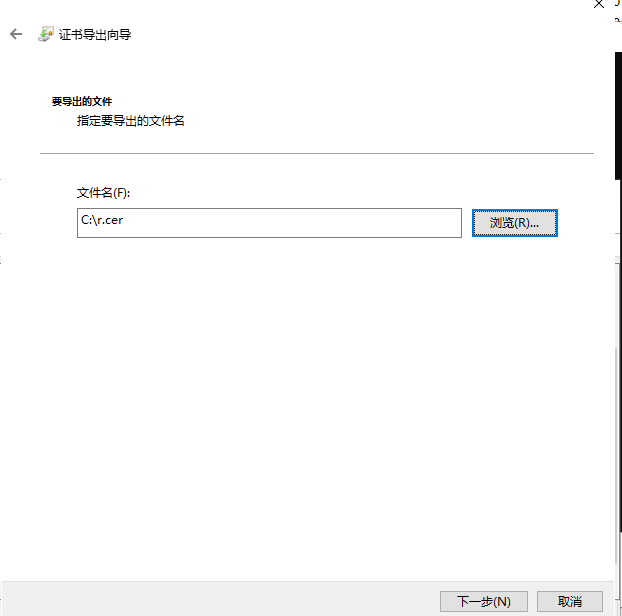 证书导出向导
要导出的文件
指定要导出的文件名
文件名(F):
C:\r.cer
浏览(R)...
下一步(N)
取消